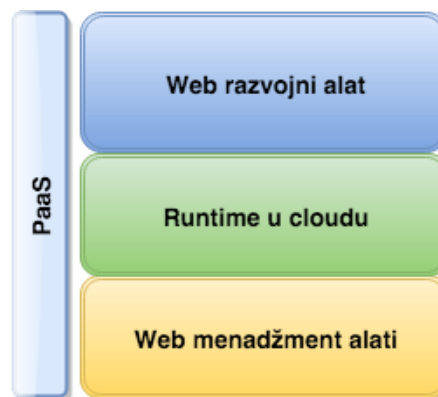 PaaS
Web razvojni alat
Runtime u cloudu
Web menadžment alati